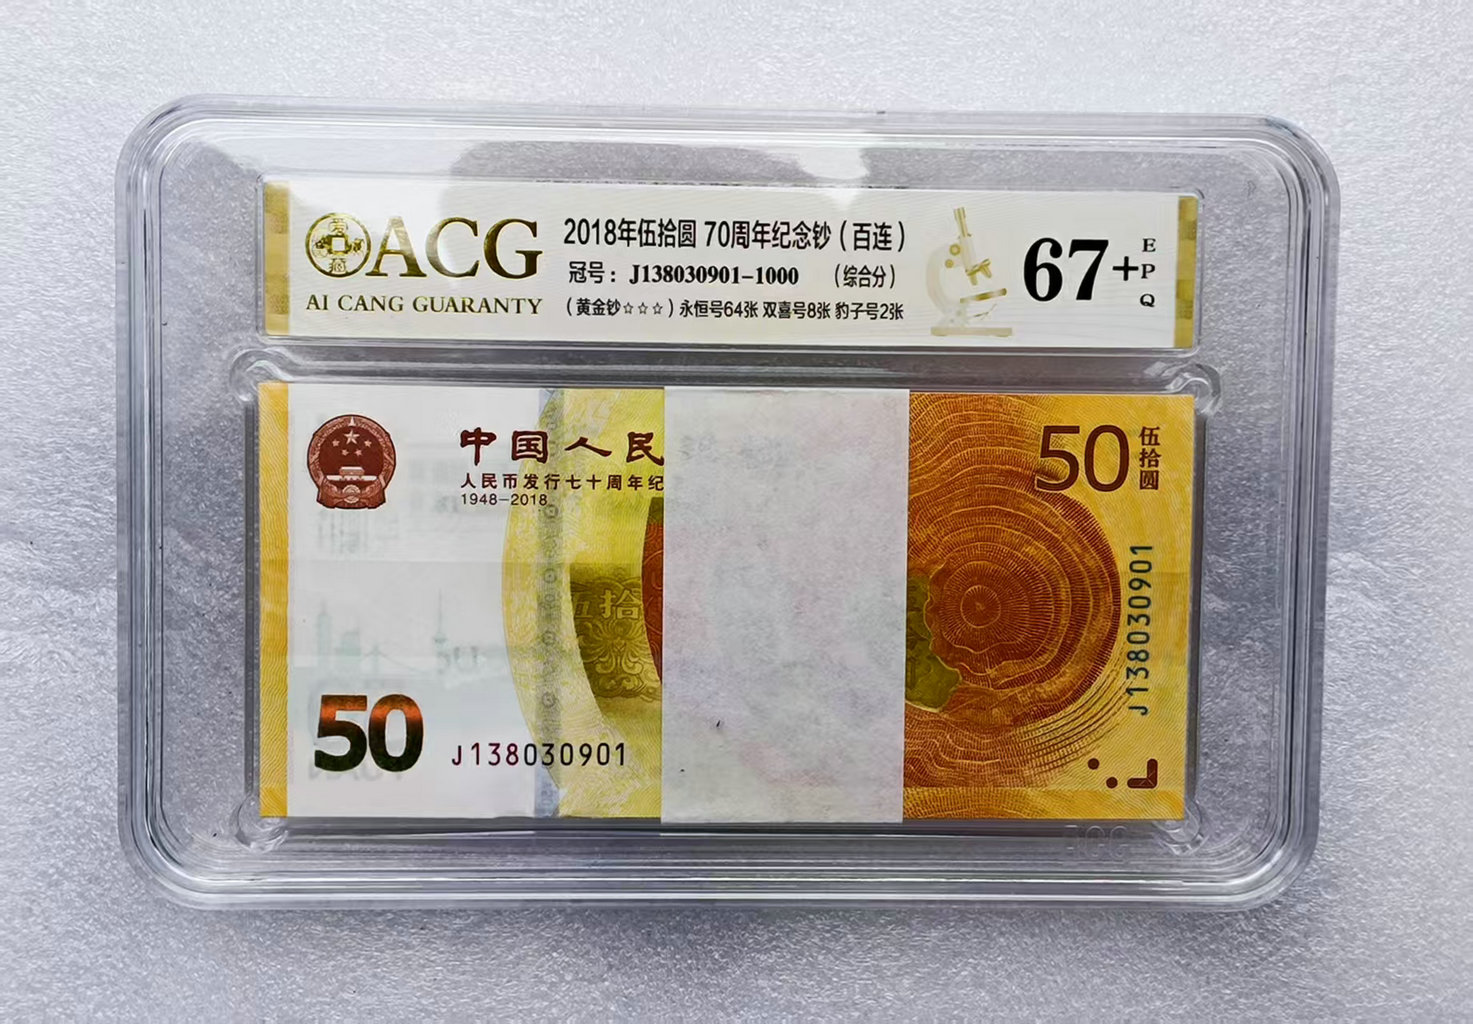 ACG
AI CANG GUARANTY
2018年伍拾圆 70周年纪念钞（百连）
冠号：J138030901-1000 （综合分）
（黄金钞☆☆☆）永恒号64张 双喜号8张 豹子号2张
67+
EPQ
中国人民
人民币发行七十周年纪
1948-2018
50
伍拾圆
J138030901
五拾
50
J138030901